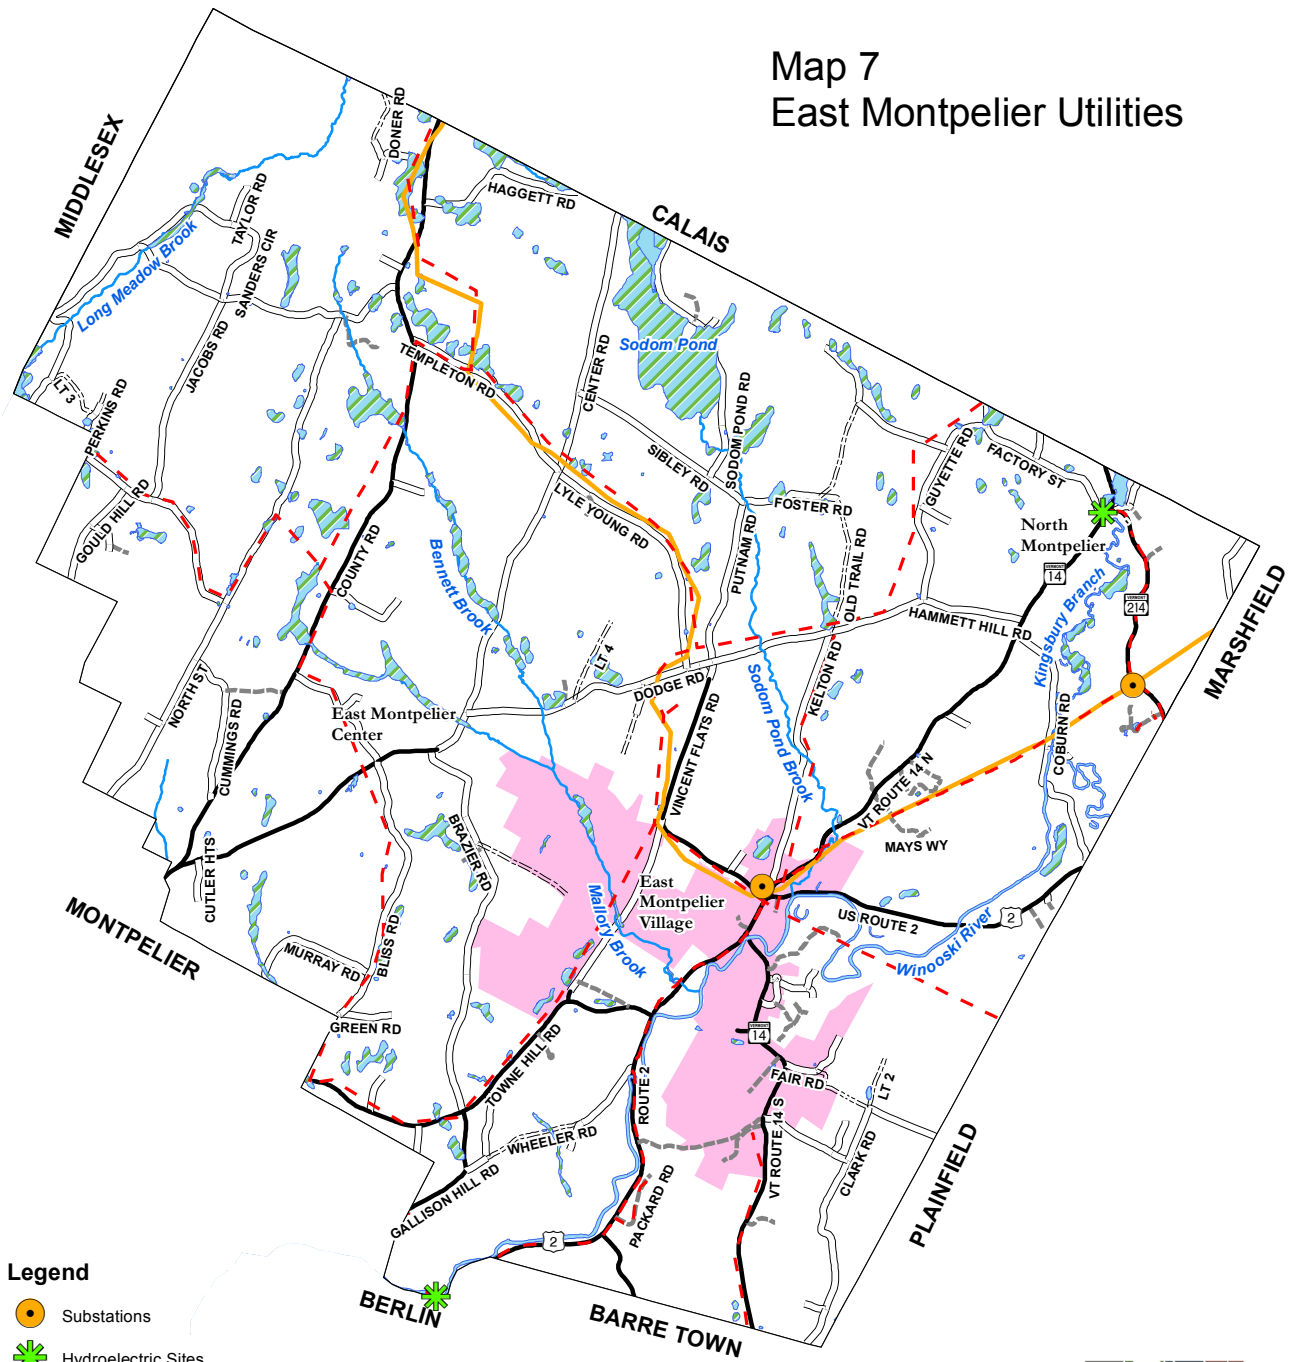 Map 7
East Montpelier Utilities
MIDDLESEX
CALAIS
MARSHFIELD
PLAINFIELD
BARRE TOWN
BERLIN
MONTPELIER
DONER RD
HAGGETT RD
TAYLOR RD
SANDERS CIR
Long Meadow Brook
JACOBS RD
LT 3
PERKINS RD
GOULD HILL RD
TEMPLETON RD
CENTER RD
Sodom Pond
SODOM POND RD
SIBLEY RD
FOSTER RD
GUYETTE RD
FACTORY ST
North
Montpelier
VERMONT
14
VERMONT
214
Kingsbury Branch
LYLE YOUNG RD
PUTNAM RD
OLD TRAIL RD
HAMMETT HILL RD
COUNTY RD
Bennett Brook
LT 4
DODGE RD
KELTON RD
Sodom Pond Brook
COBURN RD
NORTH ST
CUMMINGS RD
East Montpelier
Center
VINCENT FLATS RD
VT ROUTE 14 N
MAYS WY
BRAZIER RD
CUTLER HTS
East
Montpelier
Village
Mallory Brook
US ROUTE 2
2
Winooski River
MURRAY RD
BLISS RD
GREEN RD
TOWNE HILL RD
ROUTE 2
VERMONT
14
FAIR RD
LT 2
VT ROUTE 14 S
CLARK RD
WHEELER RD
GALLISON HILL RD
PACKARD RD
2
Legend
Substations
Hydroelectric Sites